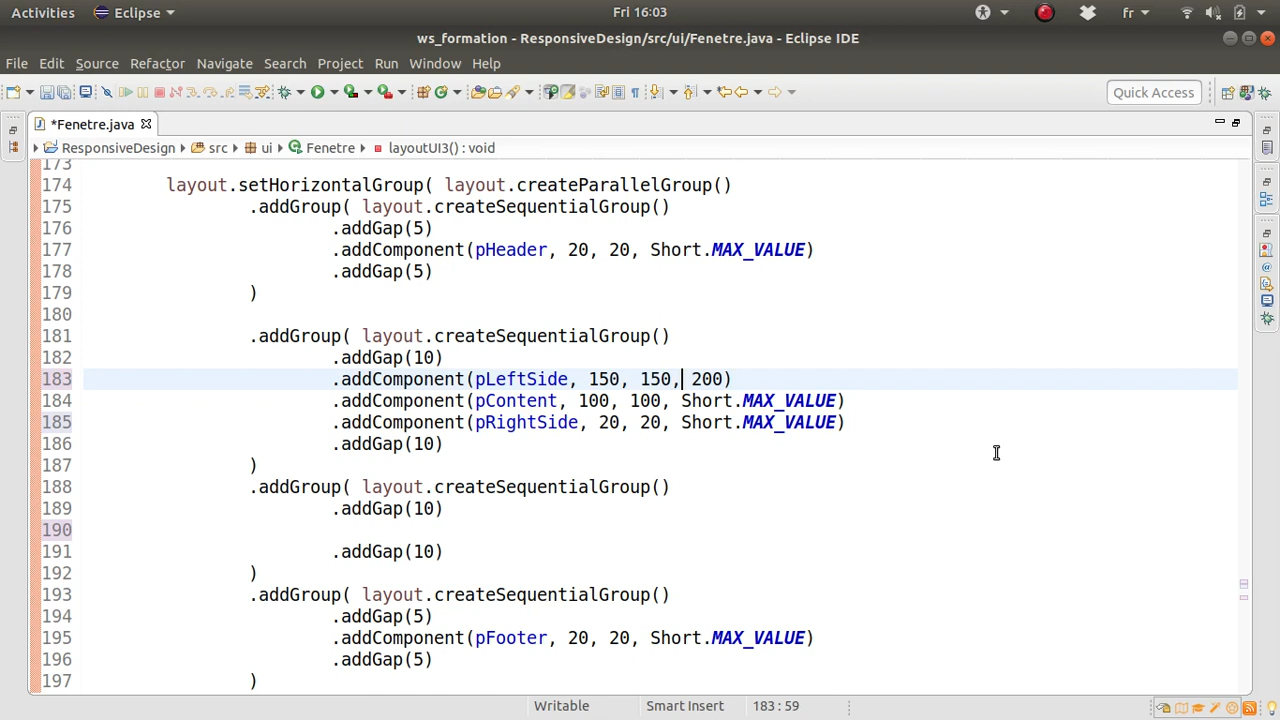 Activities Eclipse Fri 16:03 fr
ws_formation - ResponsiveDesign/src/ui/Fenetre.java - Eclipse IDE
File Edit Source Refactor Navigate Search Project Run Window Help
Quick Access
*Fenetre.java
ResponsiveDesign src ui Fenetre layoutUI3() : void
173
174 layout.setHorizontalGroup( layout.createParallelGroup()
175 .addGroup( layout.createSequentialGroup()
176 .addGap(5)
177 .addComponent(pHeader, 20, 20, Short.MAX_VALUE)
178 .addGap(5)
179 )
180
181 .addGroup( layout.createSequentialGroup()
182 .addGap(10)
183 .addComponent(pLeftSide, 150, 150, 200)
184 .addComponent(pContent, 100, 100, Short.MAX_VALUE)
185 .addComponent(pRightSide, 20, 20, Short.MAX_VALUE)
186 .addGap(10)
187 )
188 .addGroup( layout.createSequentialGroup()
189 .addGap(10)
190
191 .addGap(10)
192 )
193 .addGroup( layout.createSequentialGroup()
194 .addGap(5)
195 .addComponent(pFooter, 20, 20, Short.MAX_VALUE)
196 .addGap(5)
197 )
Writable Smart Insert 183 : 59